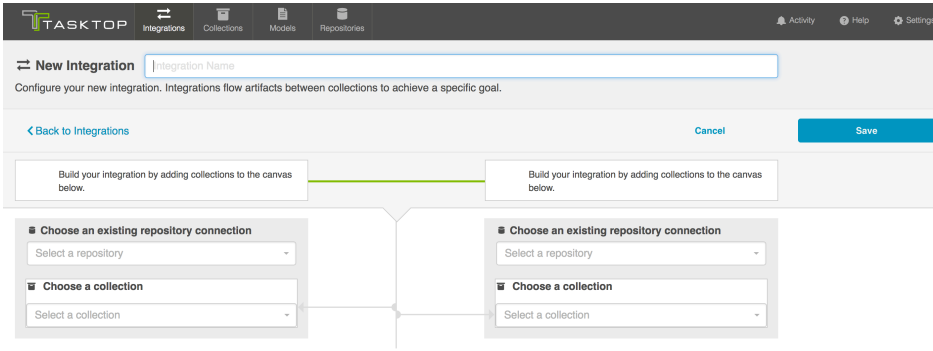 TASKTOP
Integrations
Collections
Models
Repositories
Activity
Help
Settings
New Integration
Integration Name
Configure your new integration. Integrations flow artifacts between collections to achieve a specific goal.
Back to Integrations
Cancel
Save
Build your integration by adding collections to the canvas
below.
Build your integration by adding collections to the canvas
below.
Choose an existing repository connection
Select a repository
Choose a collection
Select a collection
Choose an existing repository connection
Select a repository
Choose a collection
Select a collection